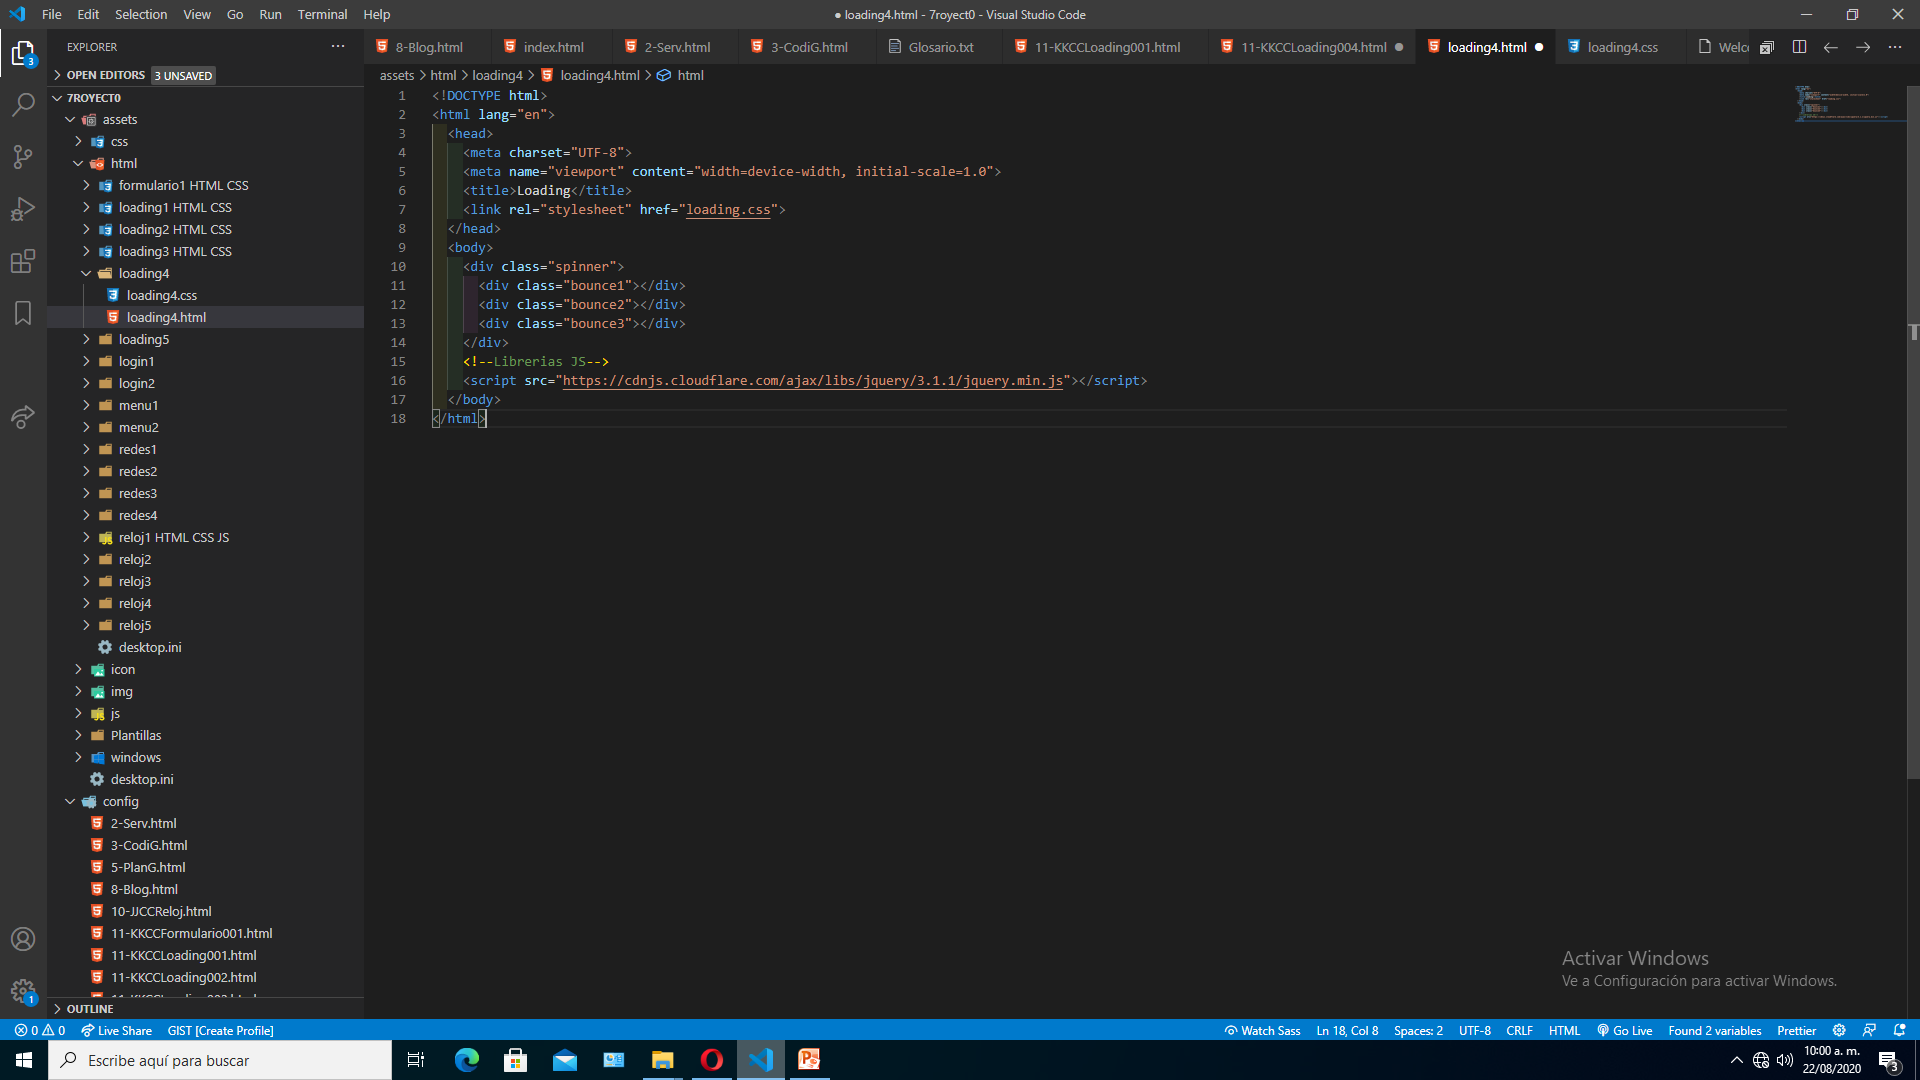 File Edit Selection View Go Run Terminal Help
● loading4.html - 7royect0 - Visual Studio Code
EXPLORER
8-Blog.html index.html 2-Serv.html 3-CodiG.html Glosario.txt 11-KKCCLoading001.html 11-KKCCLoading004.html loading4.html loading4.css Welc
OPEN EDITORS 3 UNSAVED
assets > html > loading4 > loading4.html > html
7ROYECT0
assets
css
html
formulario1 HTML CSS
loading1 HTML CSS
loading2 HTML CSS
loading3 HTML CSS
loading4
loading4.css
loading4.html
loading5
login1
login2
menu1
menu2
redes1
redes2
redes3
redes4
reloj1 HTML CSS JS
reloj2
reloj3
reloj4
reloj5
desktop.ini
icon
img
js
Plantillas
windows
desktop.ini
config
2-Serv.html
3-CodiG.html
5-PlanG.html
8-Blog.html
10-JJCCReloj.html
11-KKCCFormulario001.html
11-KKCCLoading001.html
11-KKCCLoading002.html
OUTLINE
3
1
1 <!DOCTYPE html>
2 <html lang="en">
3 <head>
4 <meta charset="UTF-8">
5 <meta name="viewport" content="width=device-width, initial-scale=1.0">
6 <title>Loading</title>
7 <link rel="stylesheet" href="loading.css">
8 </head>
9 <body>
10 <div class="spinner">
11 <div class="bounce1"></div>
12 <div class="bounce2"></div>
13 <div class="bounce3"></div>
14 </div>
15 <!--Librerias JS-->
16 <script src="https://cdnjs.cloudflare.com/ajax/libs/jquery/3.1.1/jquery.min.js"></script>
17 </body>
18 </html>
Activar Windows
Ve a Configuración para activar Windows.
0 0 Live Share GIST [Create Profile] Watch Sass Ln 18, Col 8 Spaces: 2 UTF-8 CRLF HTML Go Live Found 2 variables Prettier
Escribe aquí para buscar
10:00 a. m.
22/08/2020
3